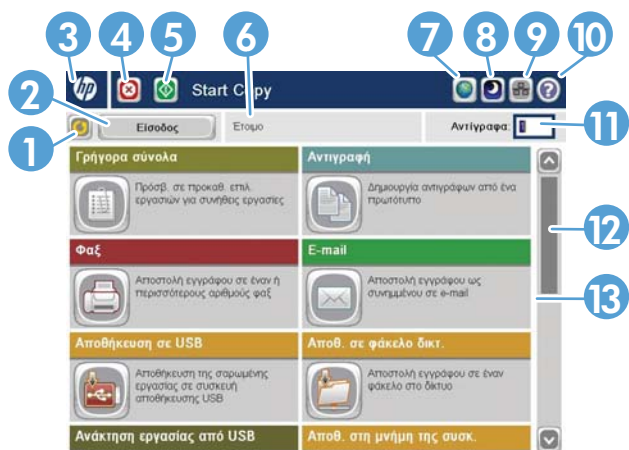 3 4 5 6 7 8 9 10
hp Start Copy ?
2 Είσοδος Έτοιμο Αντίγραφα: 1 11
1
Γρήγορα σύνολα
Πρόσβ. σε προκαθ. επιλ.
εργασιών για συνήθεις εργασίες
Αντιγραφή
Δημιουργία αντιγράφων από ένα
πρωτότυπο
12
Φαξ
Αποστολή εγγράφου σε έναν ή
περισσότερους αριθμούς φαξ
E-mail
Αποστολή εγγράφου ως
συνημμένου σε e-mail
13
Αποθήκευση σε USB
Αποθήκευση της σαρωμένης
εργασίας σε συσκευή
αποθήκευσης USB
Αποθ. σε φάκελο δικτ.
Αποστολή εγγράφου σε έναν
φάκελο στο δίκτυο
Ανάκτηση εργασίας από USB
Αποθ. στη μνήμη της συσκ.